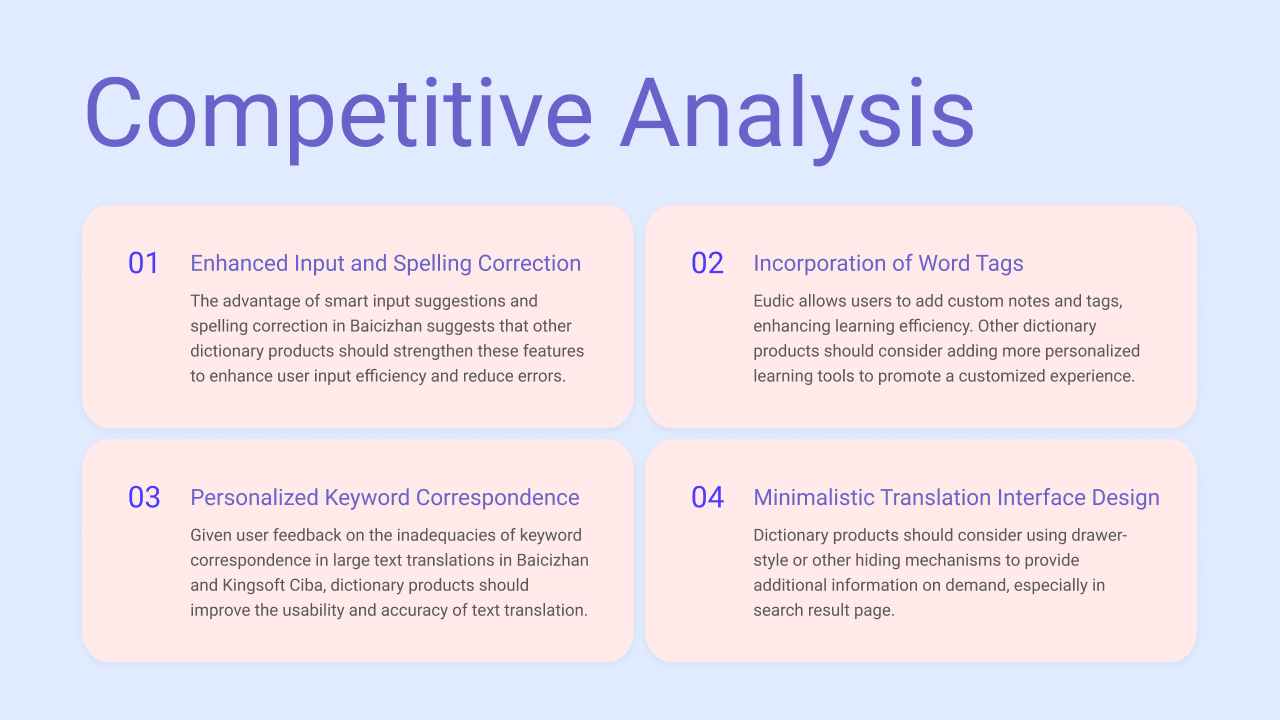 Competitive Analysis
01
Enhanced Input and Spelling Correction
The advantage of smart input suggestions and
spelling correction in Baicizhan suggests that other
dictionary products should strengthen these features
to enhance user input efficiency and reduce errors.
02
Incorporation of Word Tags
Eudic allows users to add custom notes and tags,
enhancing learning efficiency. Other dictionary
products should consider adding more personalized
learning tools to promote a customized experience.
03
Personalized Keyword Correspondence
Given user feedback on the inadequacies of keyword
correspondence in large text translations in Baicizhan
and Kingsoft Ciba, dictionary products should
improve the usability and accuracy of text translation.
04
Minimalistic Translation Interface Design
Dictionary products should consider using drawer-
style or other hiding mechanisms to provide
additional information on demand, especially in
search result page.